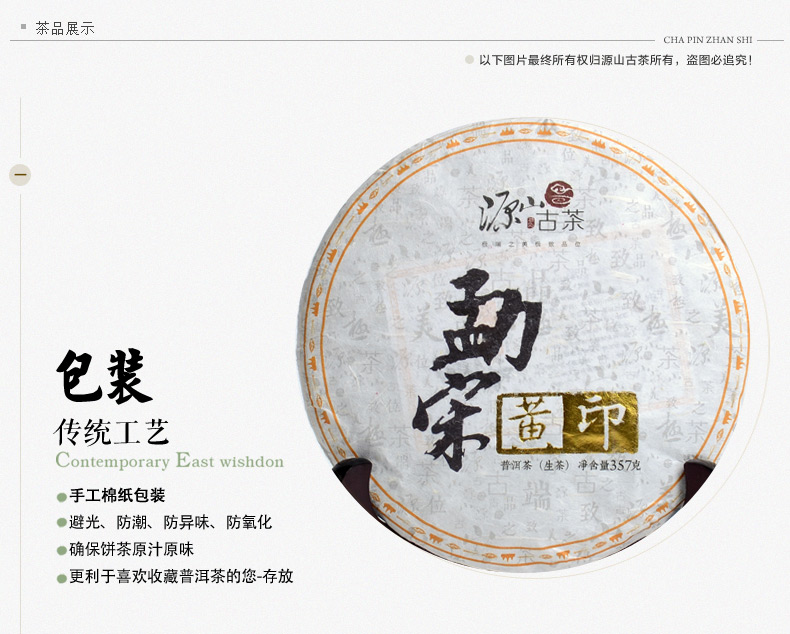 茶品展示
CHA PIN ZHAN SHI
以下图片最终所有权归源山古茶所有，盗图必追究！
源山古茶
勐宋
黄印
普洱茶（生茶） 净含量357克
包装
传统工艺
Contemporary East wishdon
手工棉纸包装
避光、防潮、防异味、防氧化
确保饼茶原汁原味
更利于喜欢收藏普洱茶的您-存放